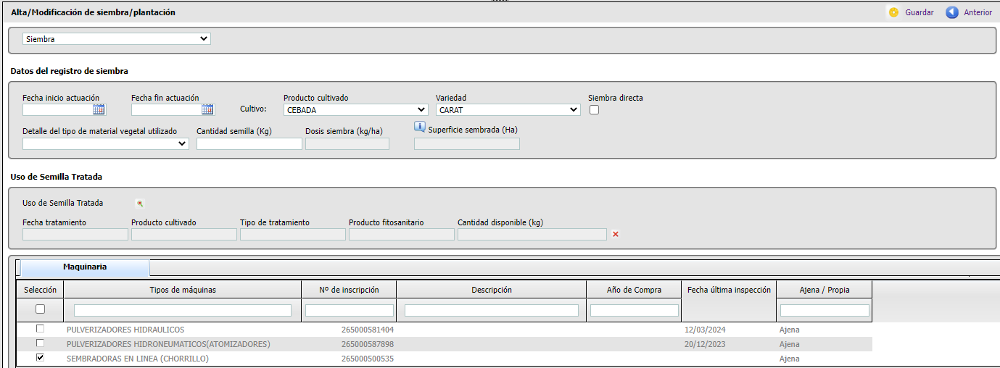 Alta/Modificación de siembra/plantación Guardar Anterior
Siembra
Datos del registro de siembra
Fecha inicio actuación Fecha fin actuación Cultivo: Producto cultivado Variedad Siembra directa
CEBADA CARAT
Detalle del tipo de material vegetal utilizado Cantidad semilla (Kg) Dosis siembra (kg/ha) Superficie sembrada (Ha)
Uso de Semilla Tratada
Uso de Semilla Tratada
Fecha tratamiento Producto cultivado Tipo de tratamiento Producto fitosanitario Cantidad disponible (kg)
Maquinaria
Selección Tipos de máquinas Nº de inscripción Descripción Año de Compra Fecha última inspección Ajena / Propia
PULVERIZADORES HIDRAULICOS 265000581404 12/03/2024 Ajena
PULVERIZADORES HIDRONEUMATICOS(ATOMIZADORES) 265000587898 20/12/2023 Ajena
SEMBRADORAS EN LINEA (CHORRILLO) 265000500535 Ajena